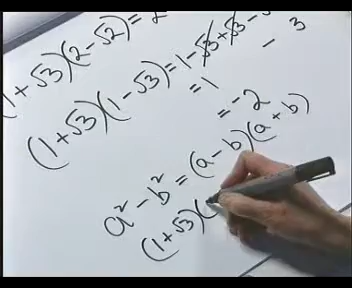 (1+√3)(2-√2)=2
(1+√3)(1-√3)=1-√3+√3-3
=1 - 3
=-2
a²-b²=(a-b)(a+b)
(1+√3)(